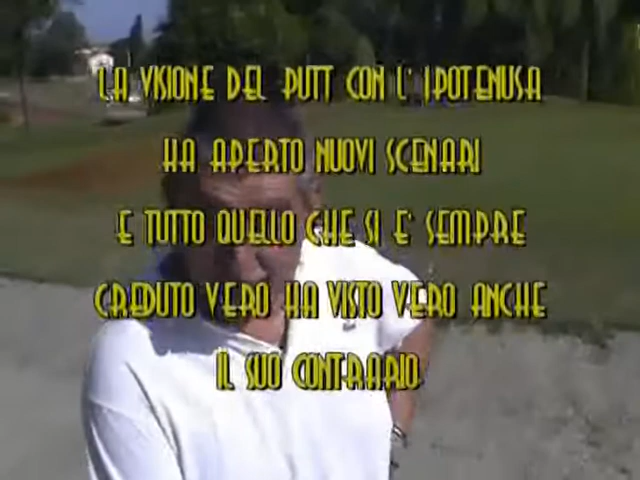 LA VISIONE DEL PUTT CON L' IPOTENUSA
HA APERTO NUOVI SCENARI
E TUTTO QUELLO CHE SI E' SEMPRE
CREDUTO VERO HA VISTO VERO ANCHE
IL SUO CONTRARIO